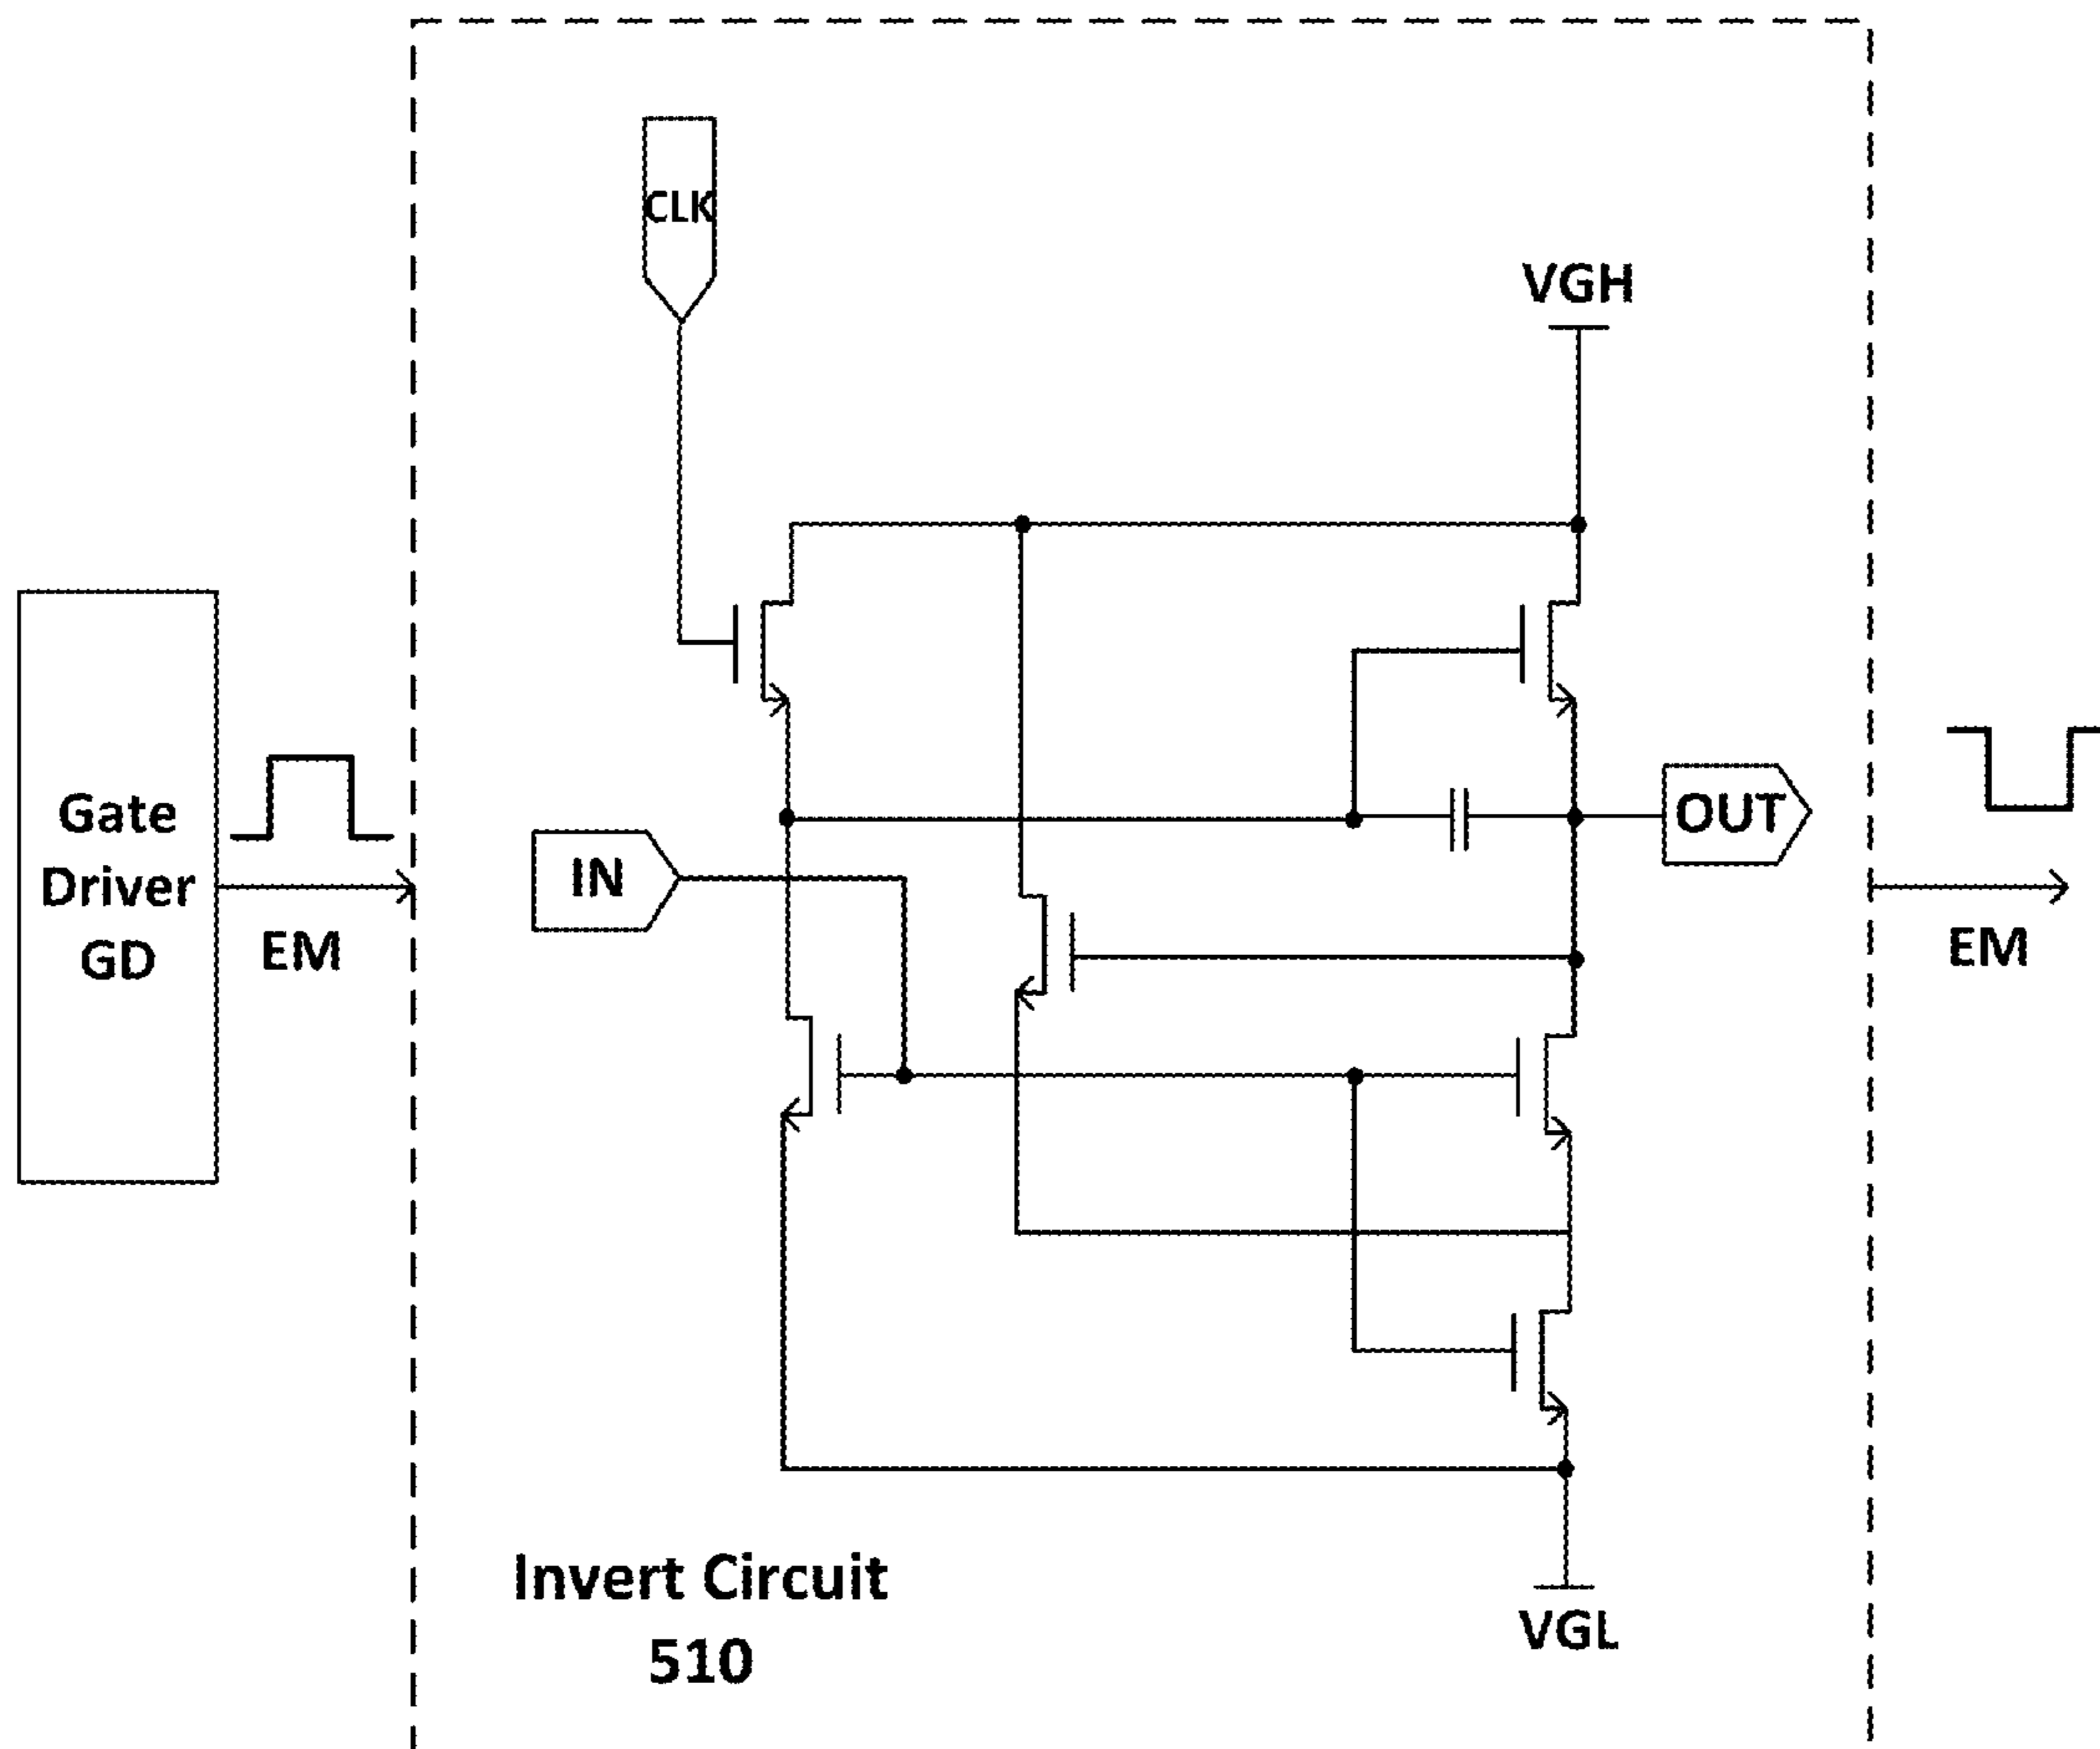 CLK
VGH
Gate
Driver
GD
EM
IN
OUT
EM
Invert Circuit
510
VGL